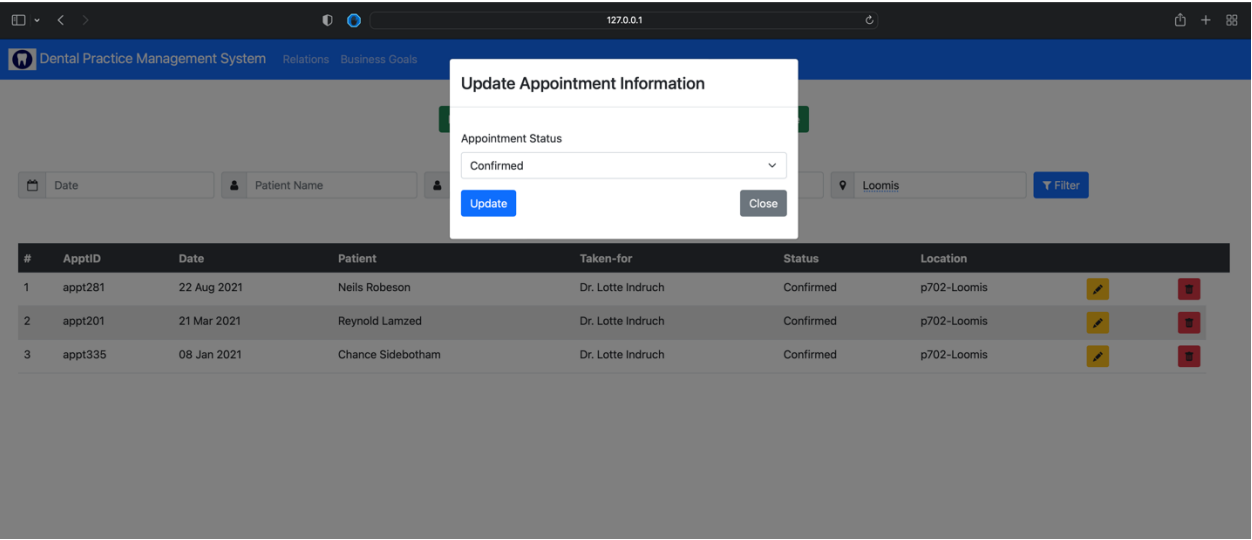 127.0.0.1
Dental Practice Management System Relations Business Goals
Update Appointment Information
Appointment Status
Confirmed
Update Close
Date Patient Name Loomis Filter
# ApptID Date Patient Taken-for Status Location
1 appt281 22 Aug 2021 Neils Robeson Dr. Lotte Indruch Confirmed p702-Loomis
2 appt201 21 Mar 2021 Reynold Lamzed Dr. Lotte Indruch Confirmed p702-Loomis
3 appt335 08 Jan 2021 Chance Sidebotham Dr. Lotte Indruch Confirmed p702-Loomis